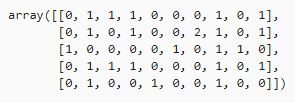 array([[0, 1, 1, 1, 0, 0, 0, 1, 0, 1],
[0, 1, 0, 1, 0, 0, 2, 1, 0, 1],
[1, 0, 0, 0, 0, 1, 0, 1, 1, 0],
[0, 1, 1, 1, 0, 0, 0, 1, 0, 1],
[0, 1, 0, 0, 1, 0, 0, 1, 0, 0]])